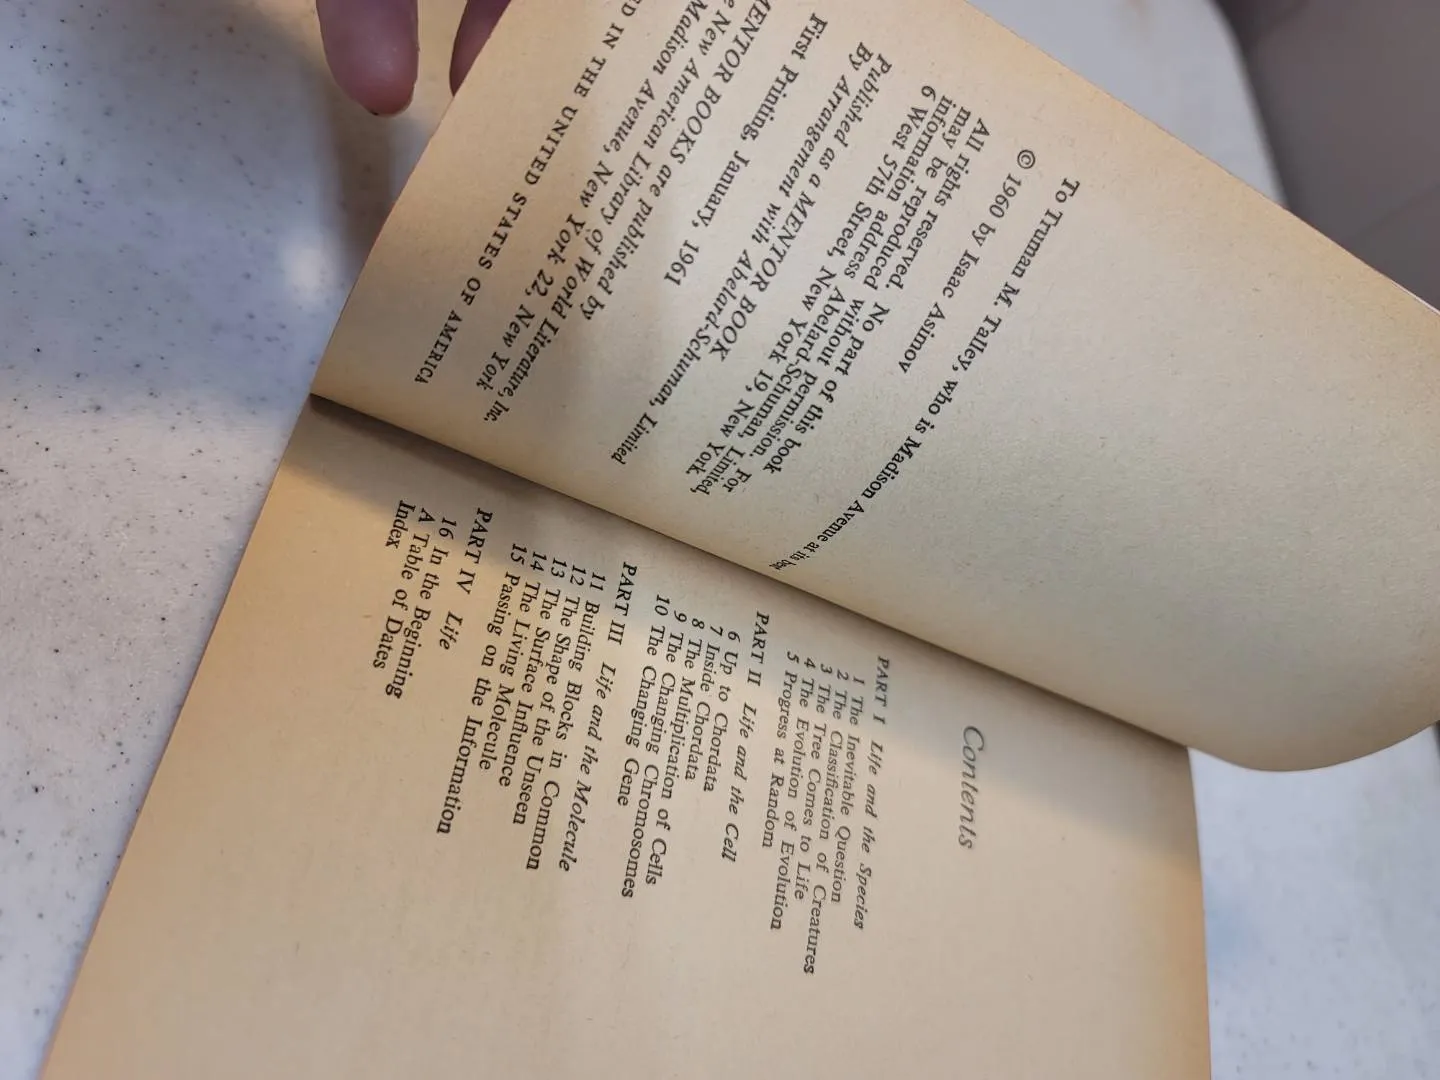 To Truman M. Talley, who is Madison Avenue at its best
© 1960 by Isaac Asimov
All rights reserved. No part of this book
may be reproduced without permission. For
information address Abelard-Schuman, Limited,
6 West 57th Street, New York 19, New York.
Published as a MENTOR BOOK
By Arrangement with Abelard-Schuman, Limited
First Printing, January, 1961
MENTOR BOOKS are published by
New American Library of World Literature, Inc.
Madison Avenue, New York 22, New York
IN THE UNITED STATES OF AMERICA
Contents
PART I Life and the Species
1 The Inevitable Question
2 The Classification of Creatures
3 The Tree Comes to Life
4 The Evolution of Evolution
5 Progress at Random
PART II Life and the Cell
6 Up to Chordata
7 Inside Chordata
8 The Multiplication of Cells
9 The Changing Chromosomes
10 The Changing Gene
PART III Life and the Molecule
11 Building Blocks in Common
12 The Shape of the Unseen
13 The Surface Influence
14 The Living Molecule
15 Passing on the Information
PART IV Life
16 In the Beginning
A Table of Dates
Index